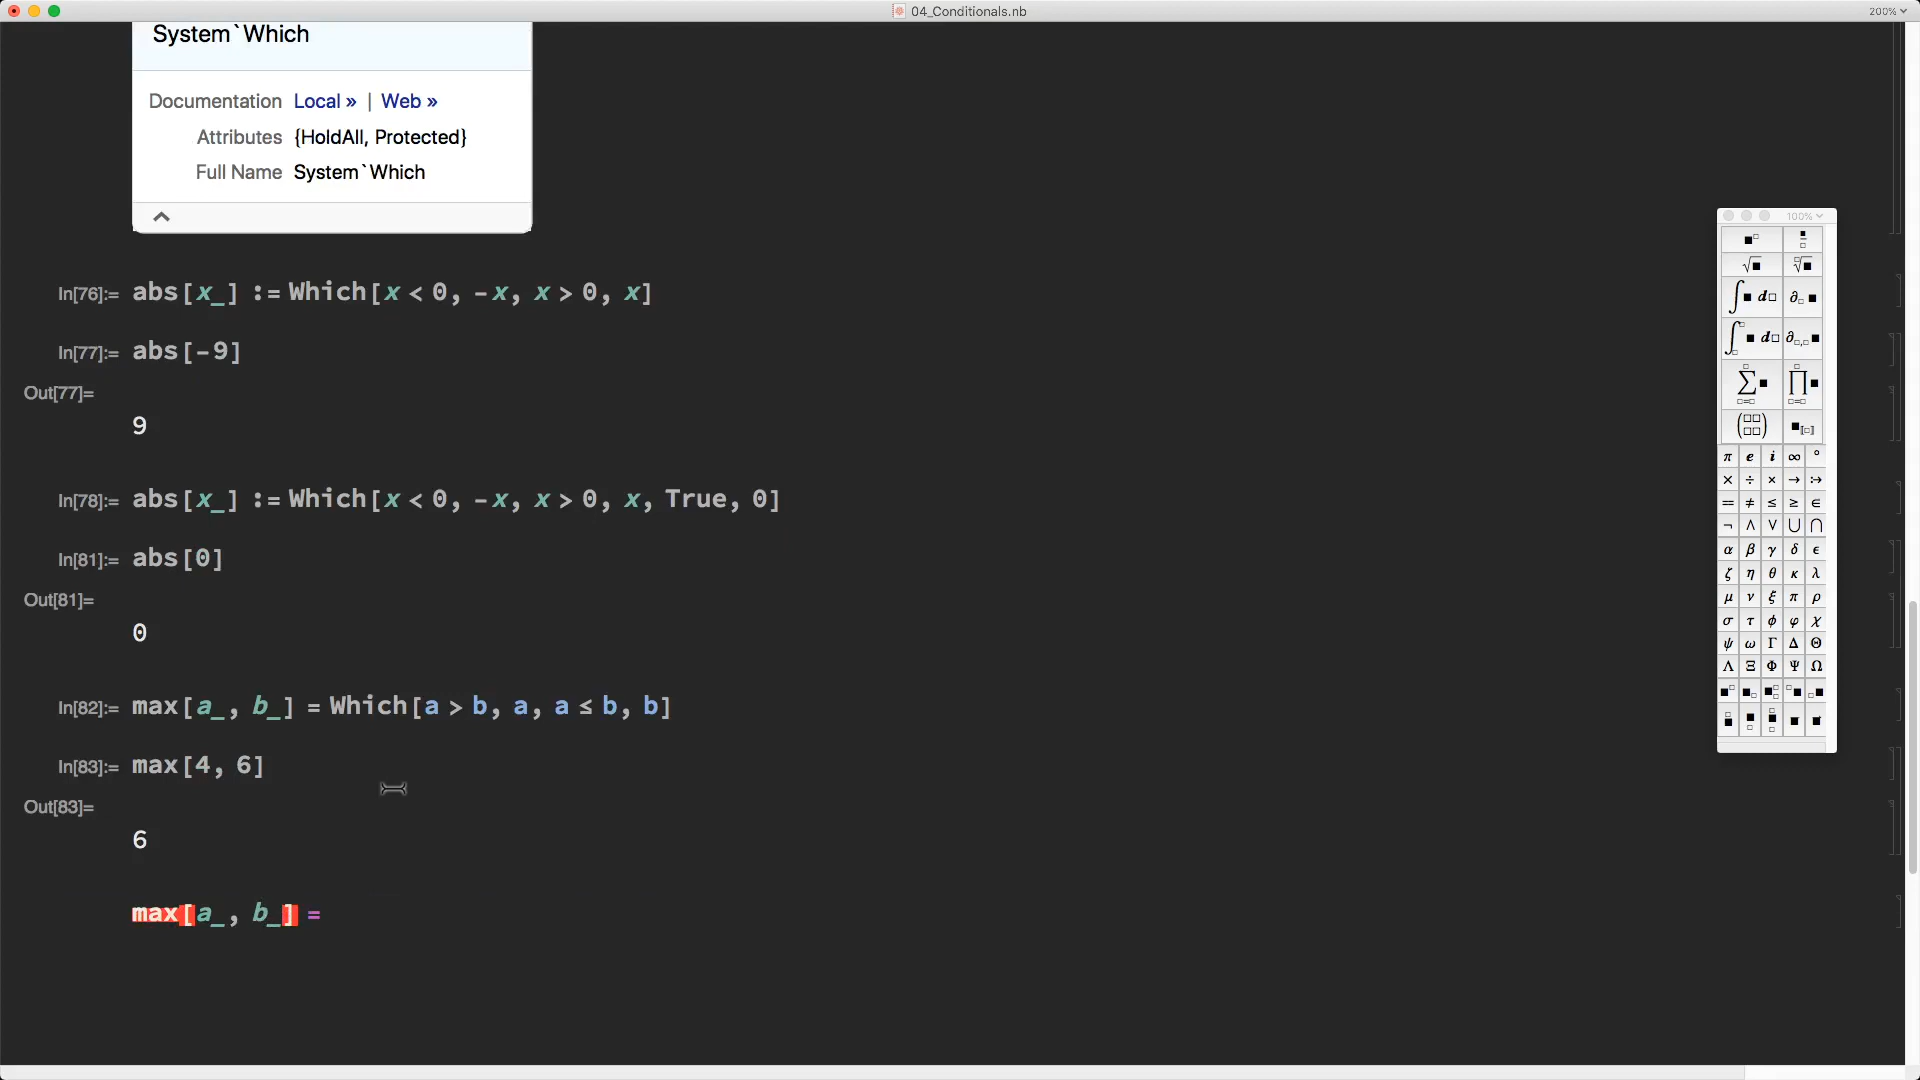 04_Conditionals.nb
200%
System`Which
Documentation Local » | Web »
Attributes {HoldAll, Protected}
Full Name System`Which
In[76]:= abs[x_] := Which[x < 0, -x, x > 0, x]
In[77]:= abs[-9]
Out[77]=
9
In[78]:= abs[x_] := Which[x < 0, -x, x > 0, x, True, 0]
In[81]:= abs[0]
Out[81]=
0
In[82]:= max[a_, b_] = Which[a > b, a, a ≤ b, b]
In[83]:= max[4, 6]
Out[83]=
6
max[a_, b_] =
100%
■□ ■/□
√■ □√■
∫■ d□ ∂□ ■
∫□□ ■ d□ ∂□,□ ■
∑□□=□ ■ ∏□□=□ ■
(□□ □□) ■[[□]]
π e i ∞ °
× ÷ × → :→
== ≠ ≤ ≥ ∈
¬ ∧ ∨ ∪ ∩
α β γ δ ϵ
ζ η θ κ λ
μ ν ξ π ρ
σ τ ϕ φ χ
ψ ω Γ Δ Θ
Λ Ξ Φ Ψ Ω